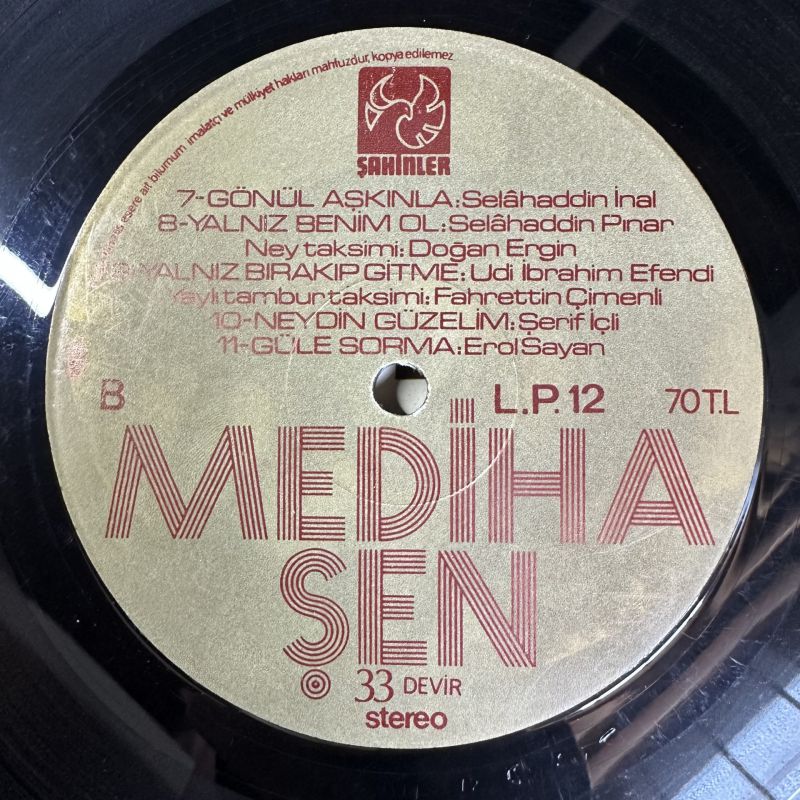 esere ait bilumum imalatçı ve mülkiyet hakları mahfuzdur, kopya edilemez
ŞAHİNLER
7-GÖNÜL AŞKINLA: Selâhaddin İnal
8-YALNIZ BENİM OL: Selâhaddin Pınar
Ney taksimi: Doğan Ergin
9-YALNIZ BIRAKIP GİTME: Udi İbrahim Efendi
Yaylı tambur taksimi: Fahrettin Çimenli
10-NEYDİN GÜZELİM: Şerif İçli
11-GÜLE SORMA: Erol Sayan
B L.P. 12 70 T.L
MEDİHA
ŞEN
33 DEVİR
stereo